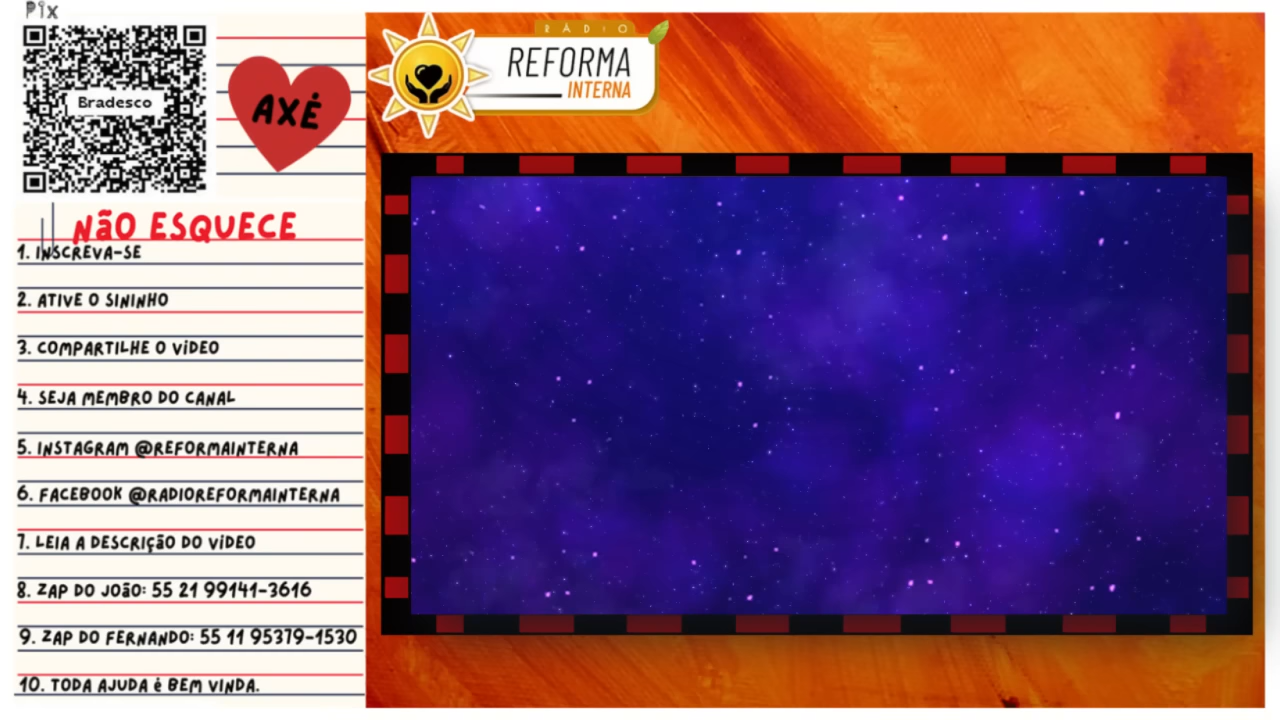 Pix
Bradesco
AXÉ
NãO ESQUECE
1. INSCREVA-SE
2. ATIVE O SININHO
3. COMPARTILHE O VíDEO
4. SEJA MEMBRO DO CANAL
5. INSTAGRAM @REFORMAINTERNA
6. FACEBOOK @RADIOREFORMAINTERNA
7. LEIA A DESCRIÇãO DO VíDEO
8. ZAP DO JOãO: 55 21 99141-3616
9. ZAP DO FERNANDO: 55 11 95379-1530
10. TODA AJUDA é BEM VINDA.
RÁDIO
REFORMA
INTERNA